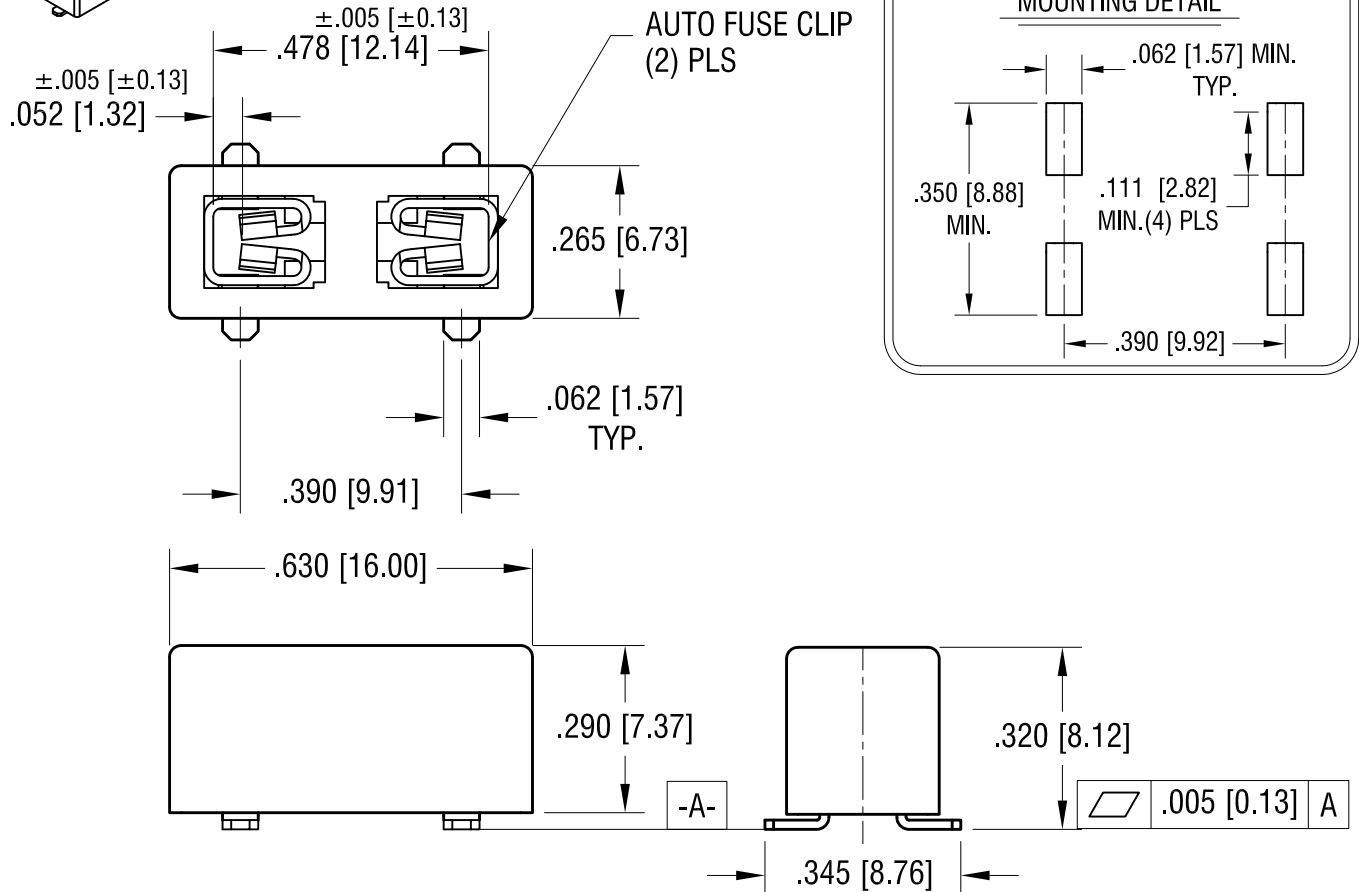 ±.005 [±0.13]
.478 [12.14]
AUTO FUSE CLIP
(2) PLS
±.005 [±0.13]
.052 [1.32]
.265 [6.73]
.062 [1.57]
TYP.
.390 [9.91]
MOUNTING DETAIL
.062 [1.57] MIN.
TYP.
.350 [8.88]
MIN.
.111 [2.82]
MIN.(4) PLS
.390 [9.92]
.630 [16.00]
.290 [7.37]
-A-
.320 [8.12]
.005 [0.13] A
.345 [8.76]